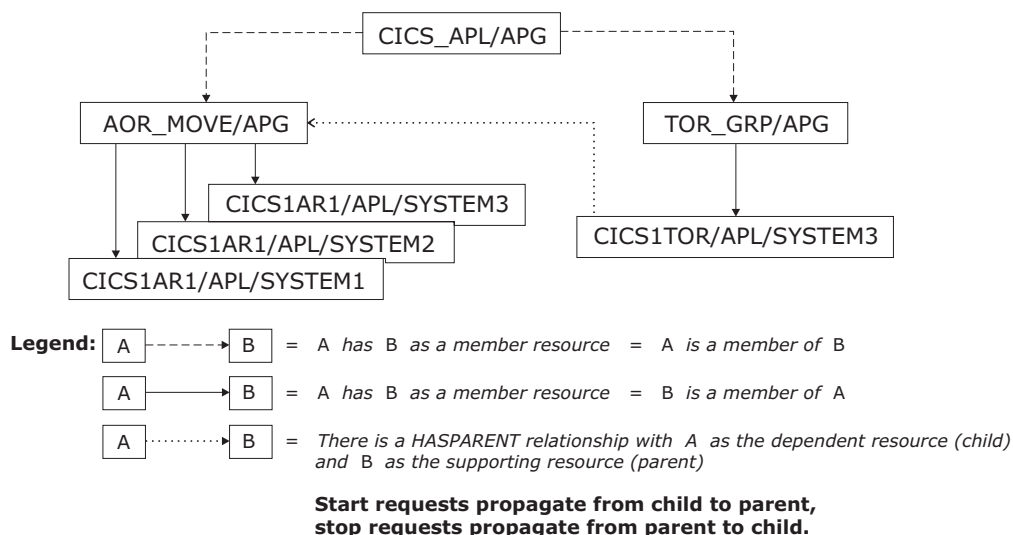 CICS_APL/APG
AOR_MOVE/APG
TOR_GRP/APG
CICS1AR1/APL/SYSTEM3
CICS1AR1/APL/SYSTEM2
CICS1AR1/APL/SYSTEM1
CICS1TOR/APL/SYSTEM3
Legend: A B = A has B as a member resource = A is a member of B
A B = A has B as a member resource = B is a member of A
A B = There is a HASPARENT relationship with A as the dependent resource (child)
and B as the supporting resource (parent)
Start requests propagate from child to parent,
stop requests propagate from parent to child.